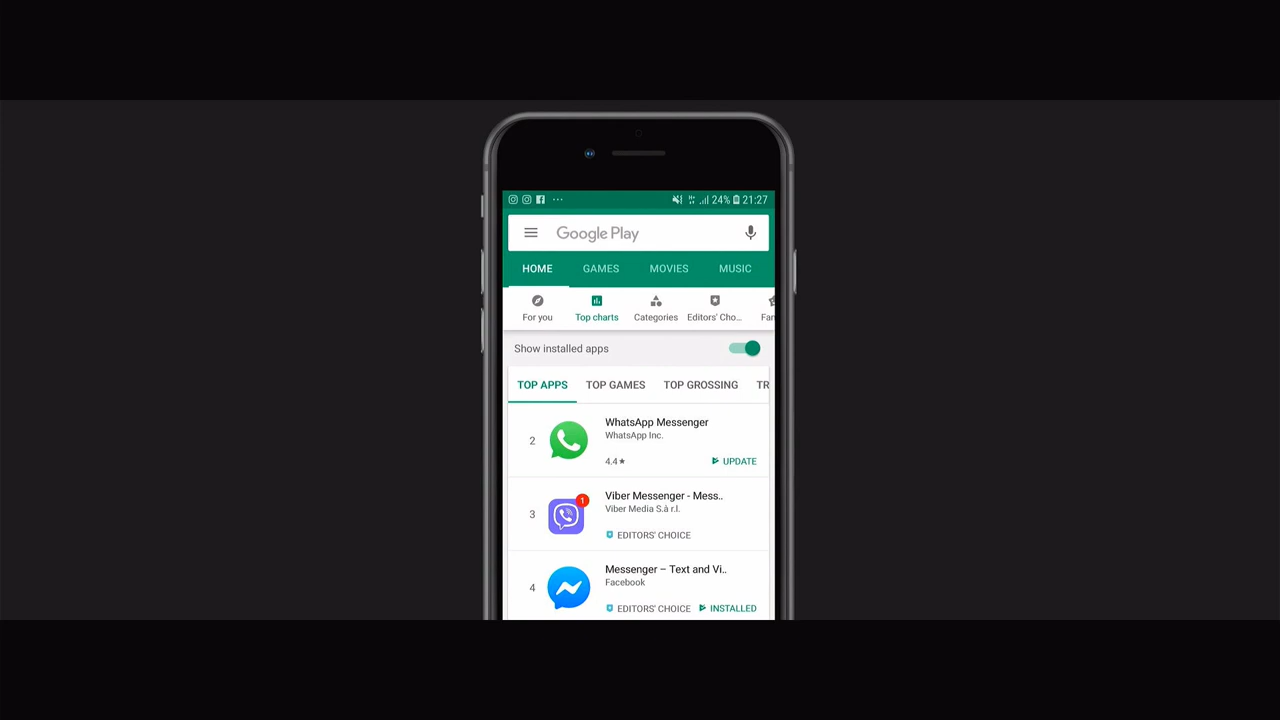 24% 21:27
Google Play
HOME GAMES MOVIES MUSIC
For you Top charts Categories Editors' Cho... Fan
Show installed apps
TOP APPS TOP GAMES TOP GROSSING TR
2
WhatsApp Messenger
WhatsApp Inc.
4.4★ UPDATE
1
3
Viber Messenger - Mess..
Viber Media S.à r.l.
EDITORS' CHOICE
4
Messenger – Text and Vi..
Facebook
EDITORS' CHOICE INSTALLED